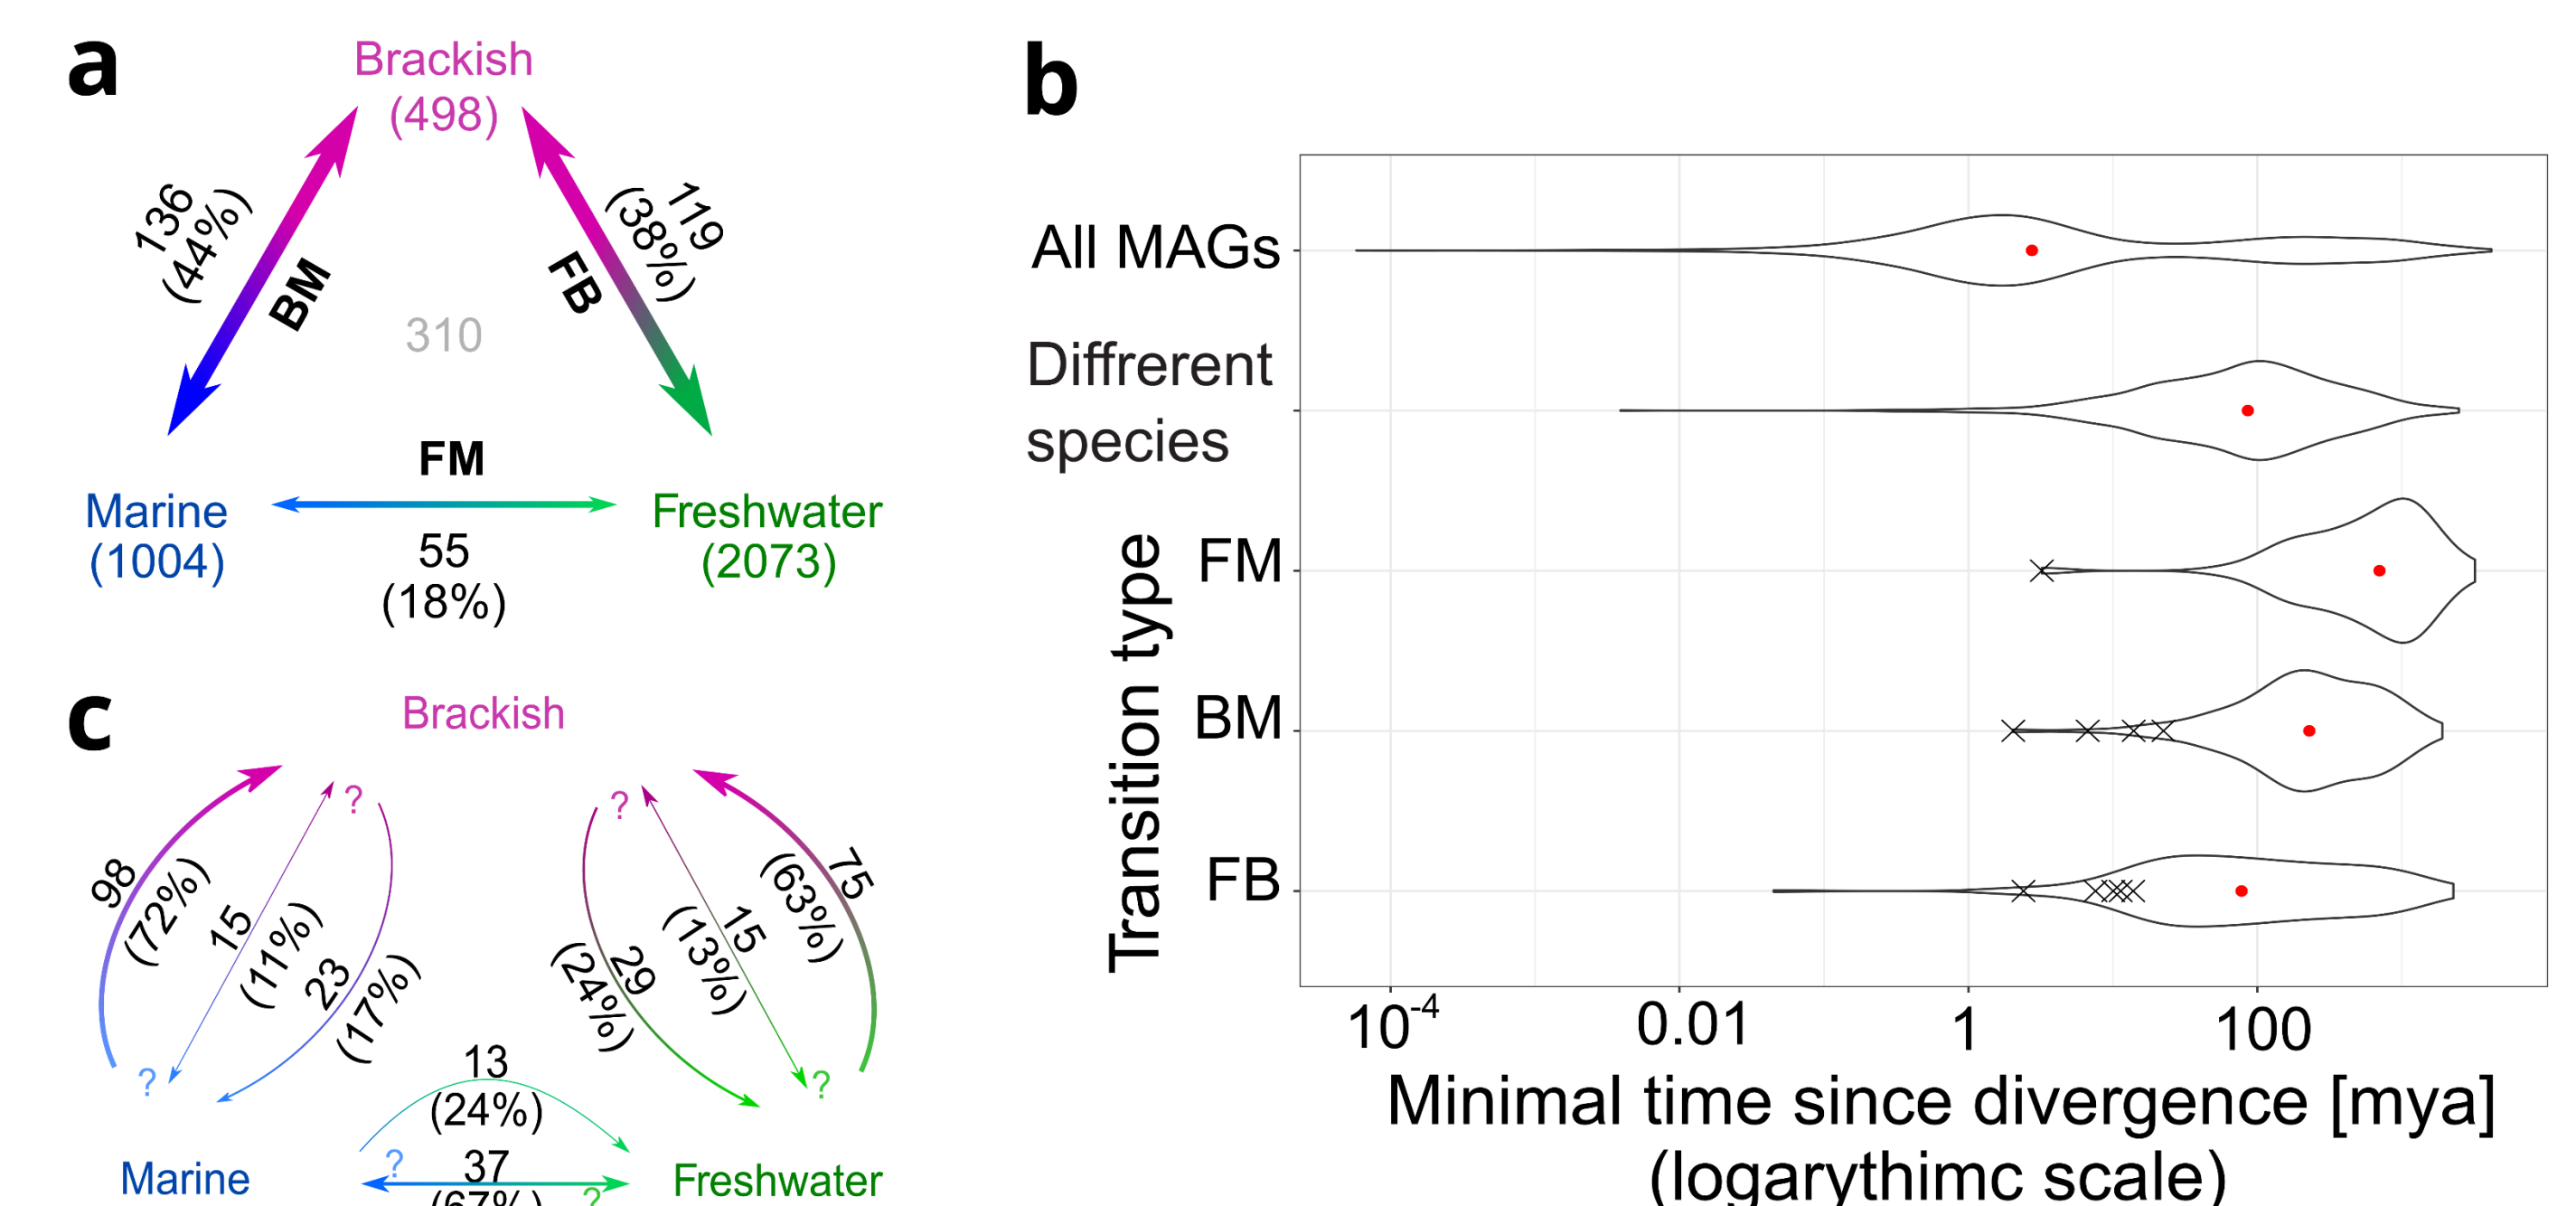 a
Brackish
(498)
136
(44%)
BM
119
(38%)
FB
310
FM
Marine
(1004)
55
(18%)
Freshwater
(2073)
b
All MAGs
Diffrerent
species
Transition type
FM
BM
FB
10-4
0.01
1
100
Minimal time since divergence [mya]
(logarythimc scale)
c
Brackish
?
?
98
(72%)
15
(11%)
23
(17%)
29
(24%)
15
(13%)
75
(63%)
?
?
13
(24%)
Marine
?
37
(67%)
?
Freshwater